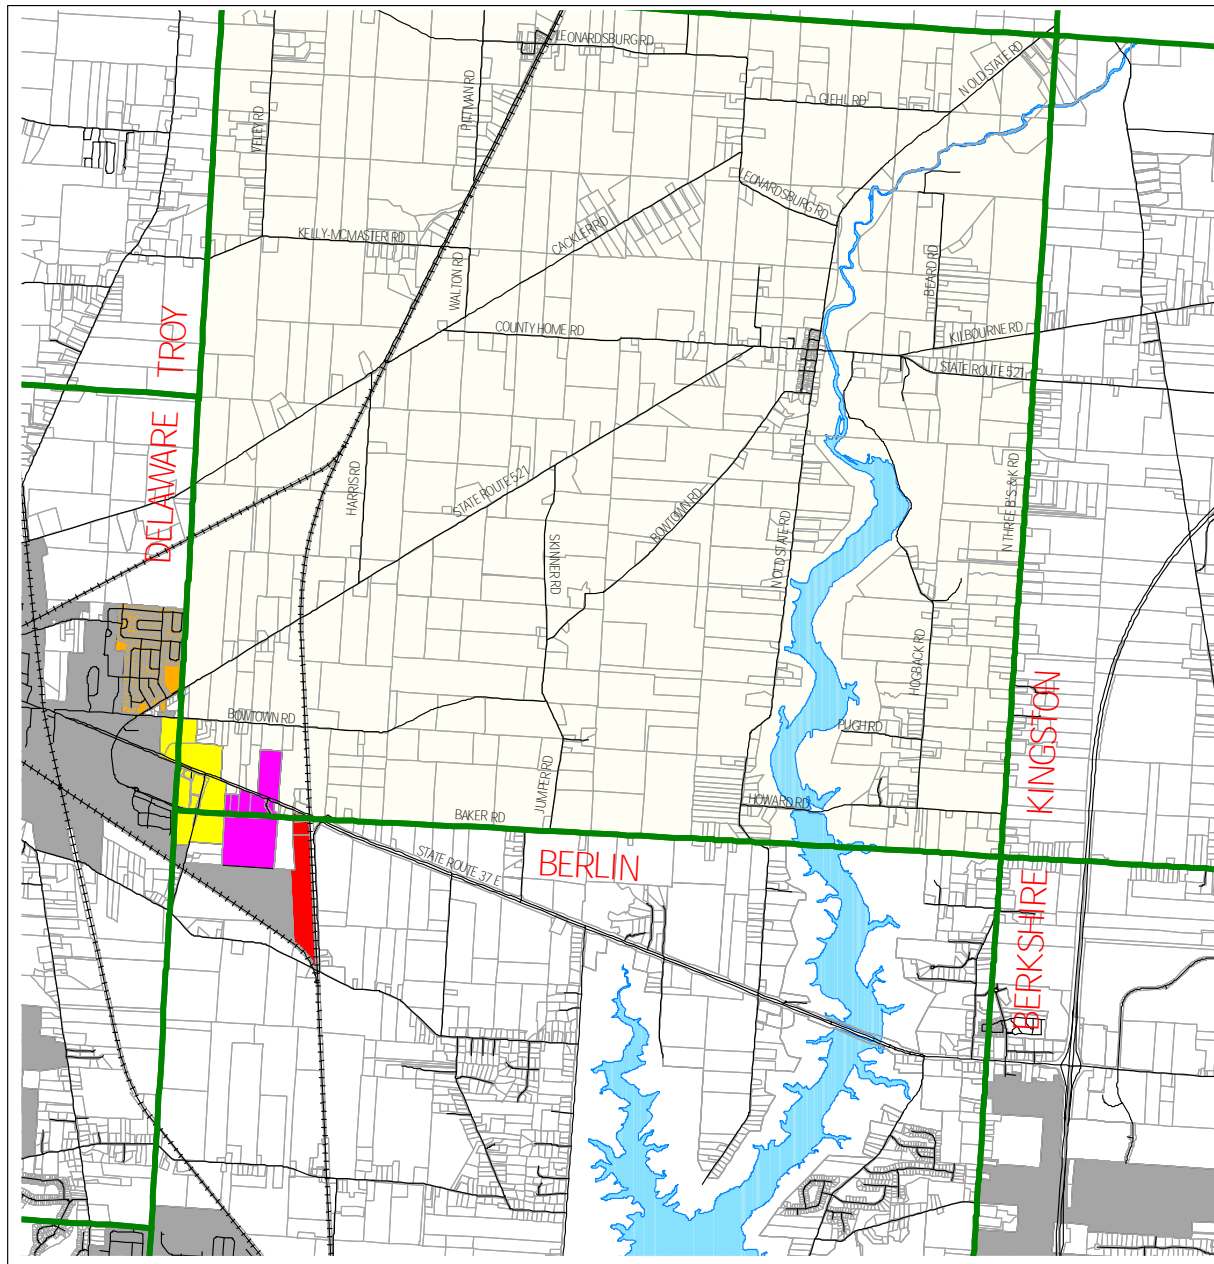 LEONARDSBURG RD
N OLD STATE RD
GIEHL RD
PITTMAN RD
VELEY RD
LEONARDSBURG RD
KELLY-MCMASTER RD
CACKLER RD
WALTON RD
BEARD RD
COUNTY HOME RD
KILBOURNE RD
TROY
STATE ROUTE 521
DELAWARE
HARRIS RD
STATE ROUTE 521
BOWTOWN RD
N OLD STATE RD
N THREE B'S & K RD
SKINNER RD
HOGBACK RD
BOWTOWN RD
PUGH RD
KINGSTON
JUMPER RD
HOWARD RD
BAKER RD
STATE ROUTE 37 E
BERLIN
BERKSHIRE